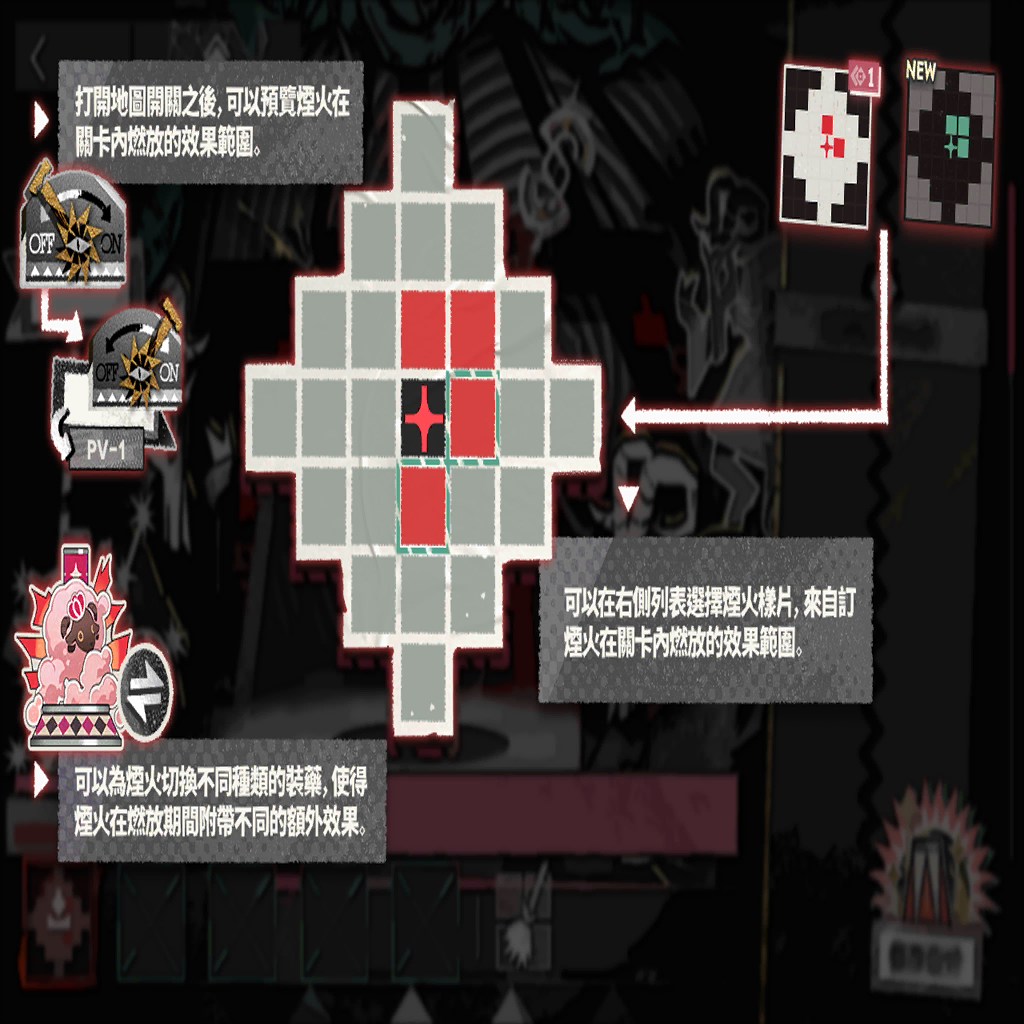 打開地圖開關之後，可以預覽煙火在
關卡內燃放的效果範圍。
1
NEW
OFF ON
OFF ON
PV-1
可以在右側列表選擇煙火樣片，來自訂
煙火在關卡內燃放的效果範圍。
可以為煙火切換不同種類的裝藥，使得
煙火在燃放期間附帶不同的額外效果。